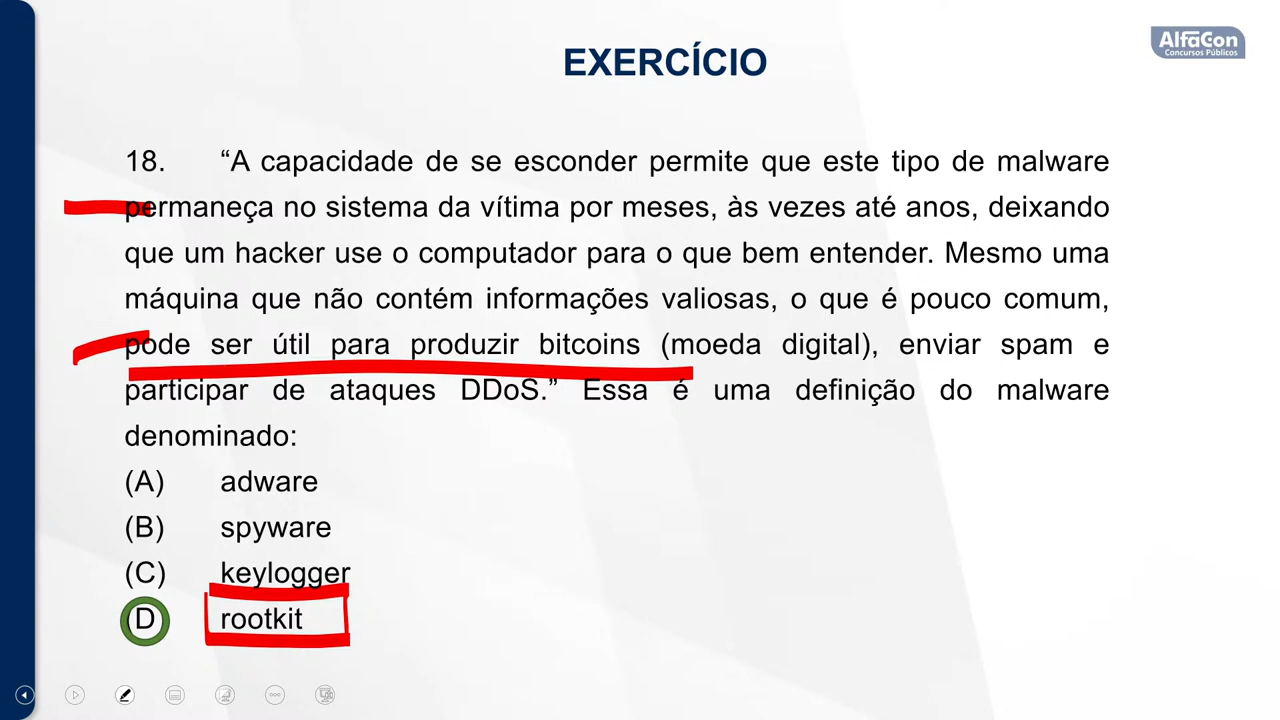 AlfaCon
Concursos Públicos
EXERCÍCIO
18. “A capacidade de se esconder permite que este tipo de malware
permaneça no sistema da vítima por meses, às vezes até anos, deixando
que um hacker use o computador para o que bem entender. Mesmo uma
máquina que não contém informações valiosas, o que é pouco comum,
pode ser útil para produzir bitcoins (moeda digital), enviar spam e
participar de ataques DDoS.” Essa é uma definição do malware
denominado:
(A) adware
(B) spyware
(C) keylogger
(D rootkit